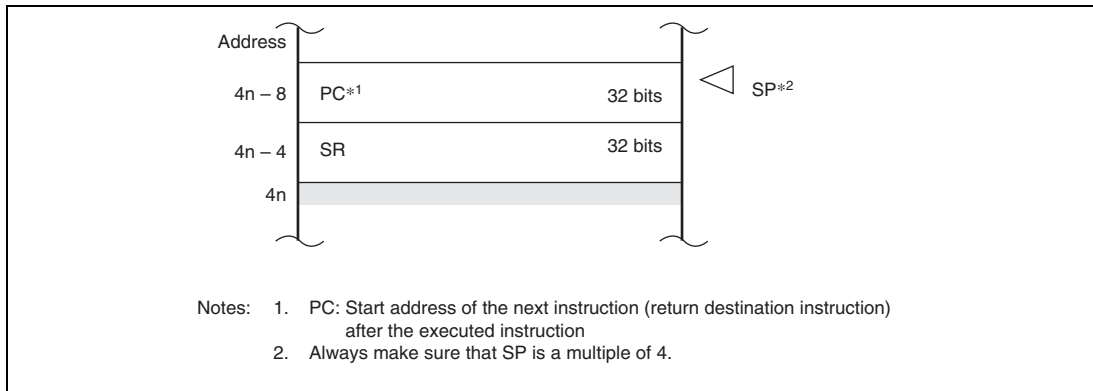 Address
4n – 8 PC*1 32 bits SP*2
4n – 4 SR 32 bits
4n
Notes: 1. PC: Start address of the next instruction (return destination instruction)
after the executed instruction
2. Always make sure that SP is a multiple of 4.